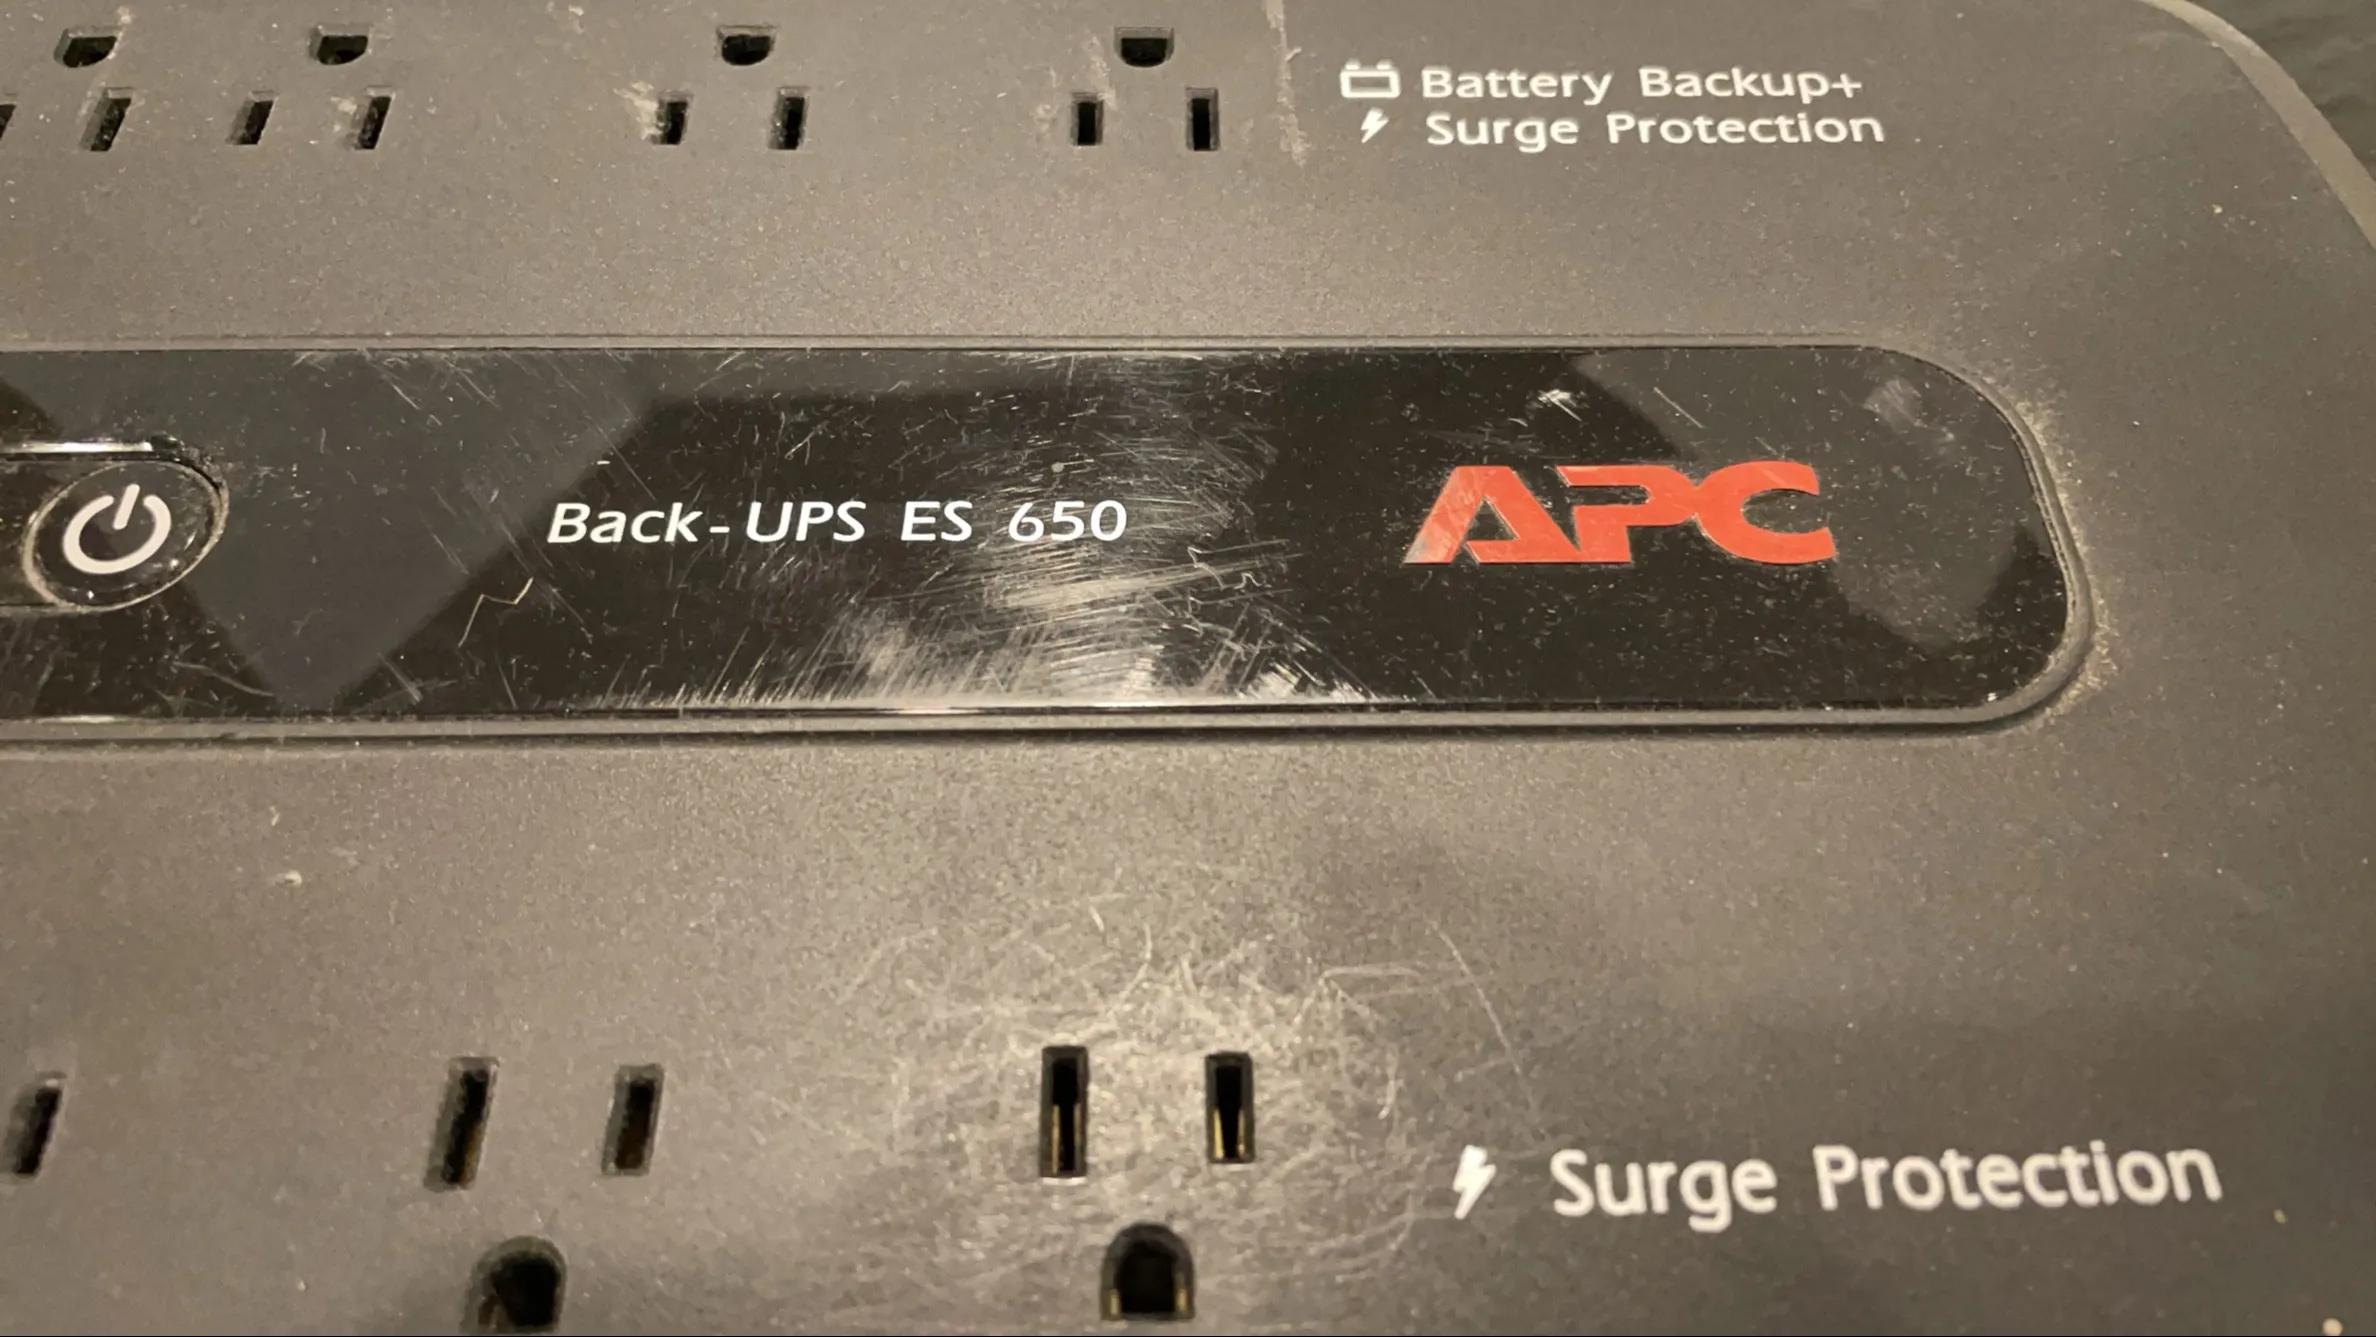 Battery Backup+
Surge Protection
Back-UPS ES 650
APC
Surge Protection